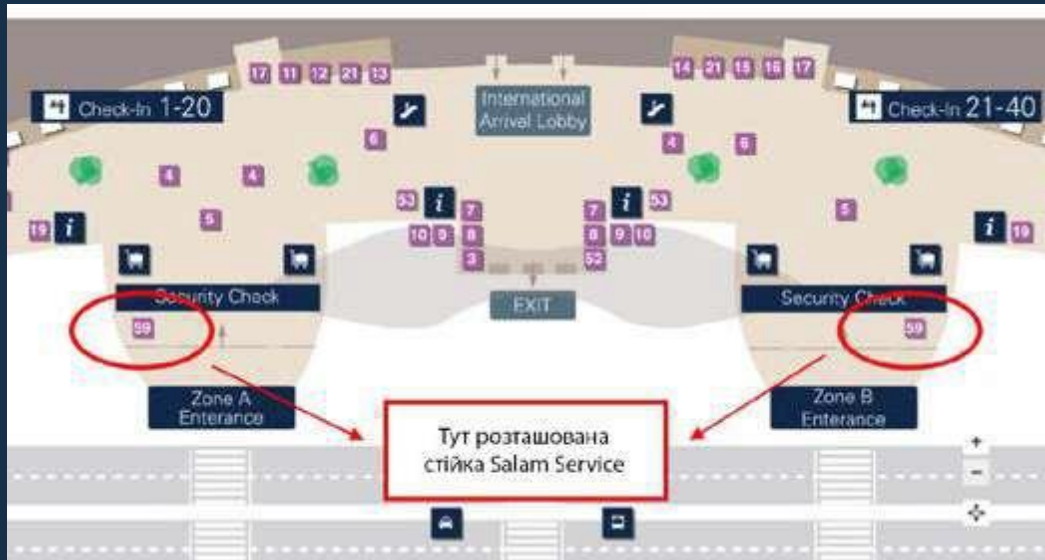 17 11 12 21 13
14 21 15 16 17
Check-In 1-20
International
Arrival Lobby
Check-In 21-40
6
4 6
4 4
53 i 7
7 i 53
19 i
5
5
i 19
10 9 8
8 9 10
3
52
Security Check
EXIT
Security Check
59
59
Zone A
Enterance
Zone B
Enterance
Тут розташована
стійка Salam Service
+
−